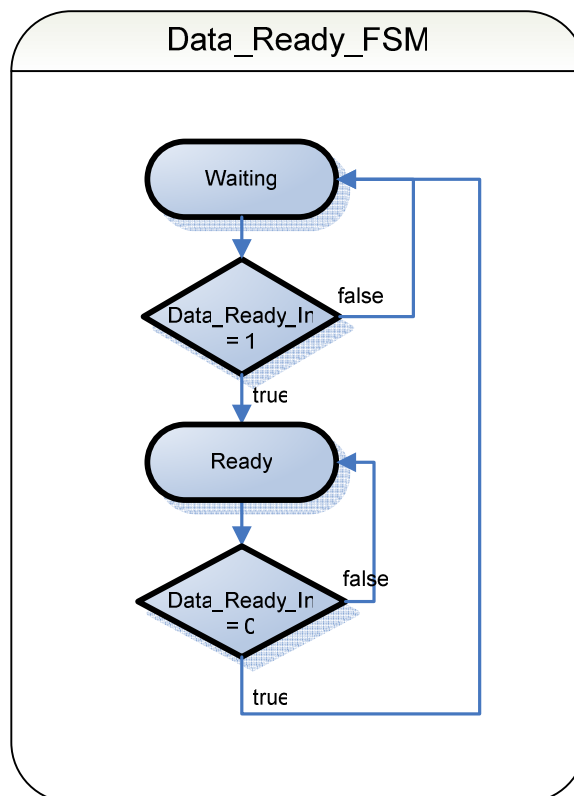 Data_Ready_FSM
Waiting
false
Data_Ready_In
= 1
true
Ready
false
Data_Ready_In
= 0
true